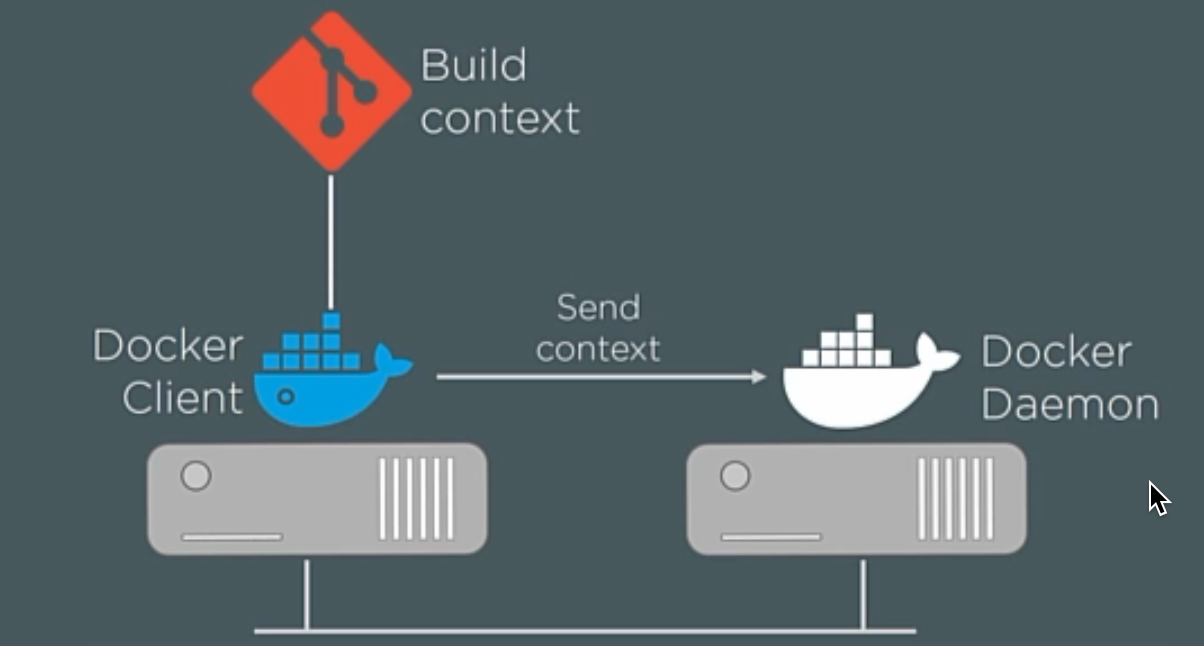 Build
context
Send
context
Docker
Client
Docker
Daemon